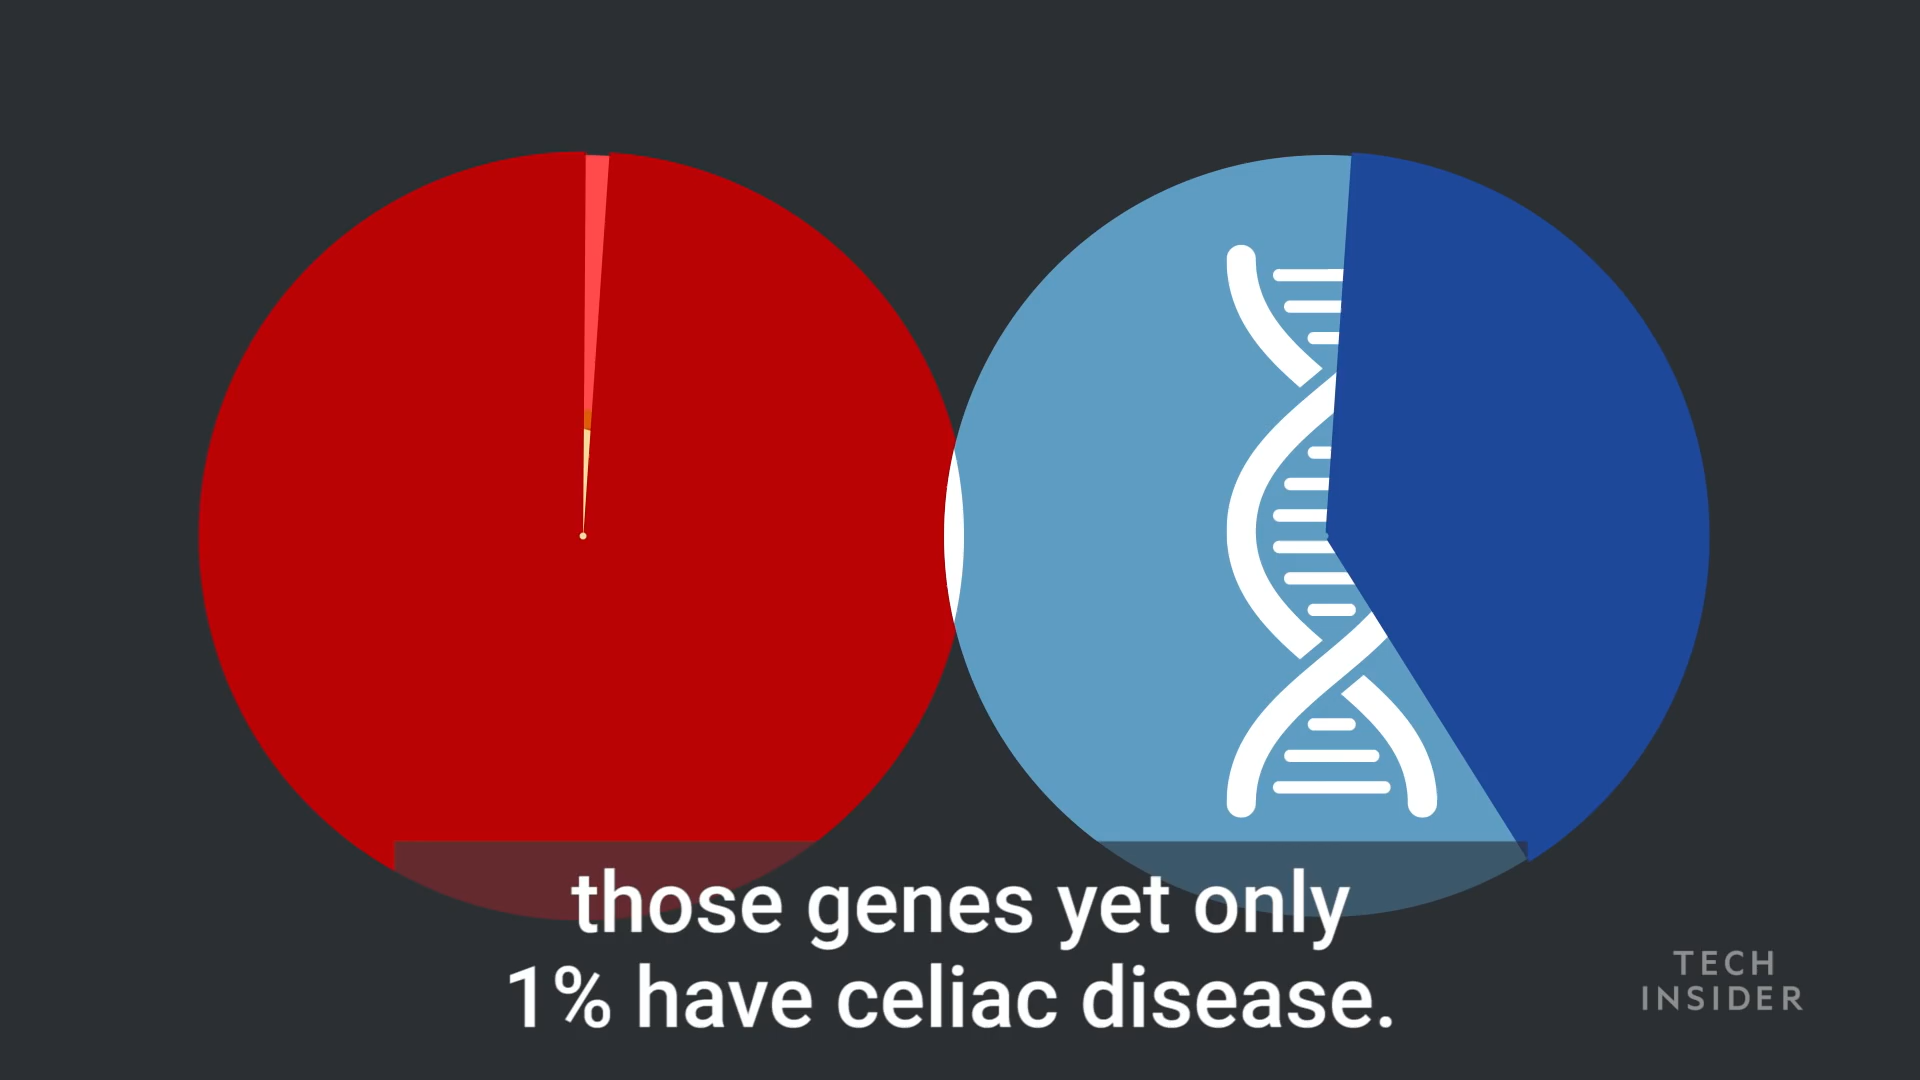 those genes yet only
1% have celiac disease.
TECH
INSIDER